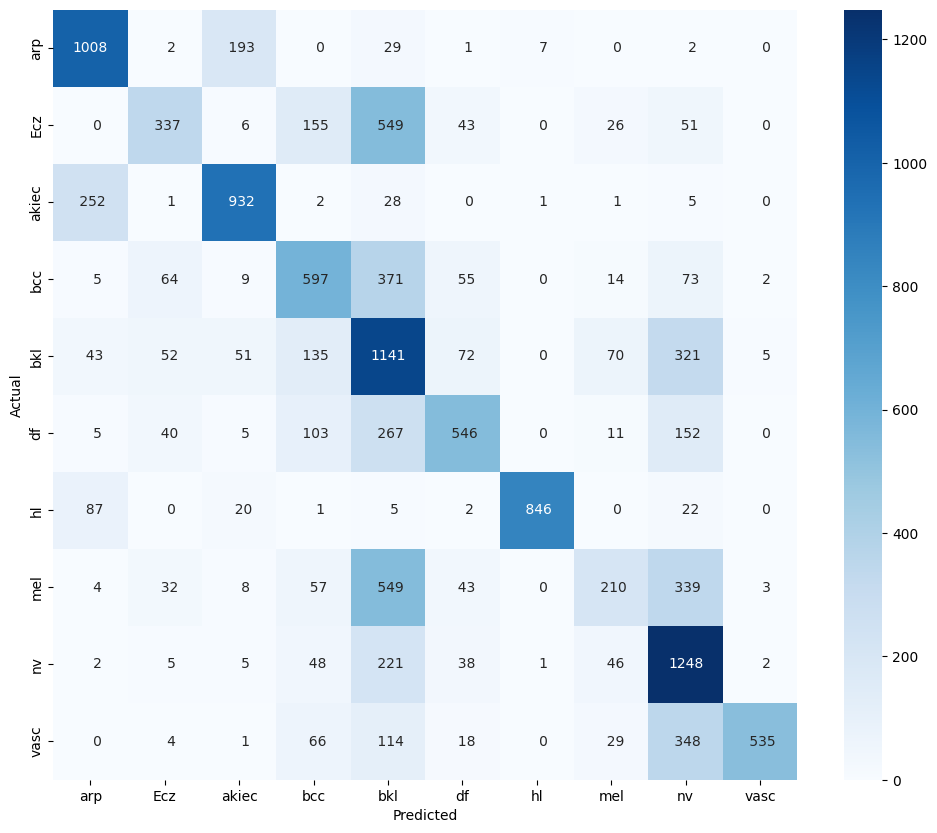 arp 1008 2 193 0 29 1 7 0 2 0
Ecz 0 337 6 155 549 43 0 26 51 0
akiec 252 1 932 2 28 0 1 1 5 0
bcc 5 64 9 597 371 55 0 14 73 2
bkl 43 52 51 135 1141 72 0 70 321 5
df 5 40 5 103 267 546 0 11 152 0
hl 87 0 20 1 5 2 846 0 22 0
mel 4 32 8 57 549 43 0 210 339 3
nv 2 5 5 48 221 38 1 46 1248 2
vasc 0 4 1 66 114 18 0 29 348 535
arp Ecz akiec bcc bkl df hl mel nv vasc
Predicted
Actual
1200
1000
800
600
400
200
0